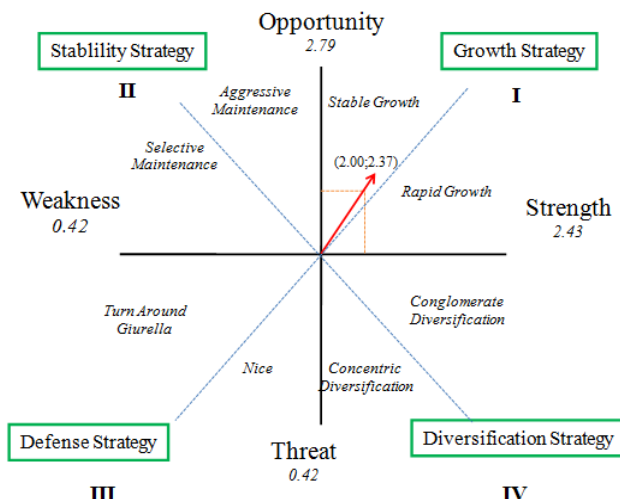 Opportunity
2.79
Stablility Strategy
Growth Strategy
II
I
Aggressive
Maintenance
Stable Growth
Selective
Maintenance
(2.00;2.37)
Rapid Growth
Weakness
0.42
Strength
2.43
Turn Around
Giurella
Conglomerate
Diversification
Nice
Concentric
Diversification
Defense Strategy
Diversification Strategy
Threat
0.42
III
IV